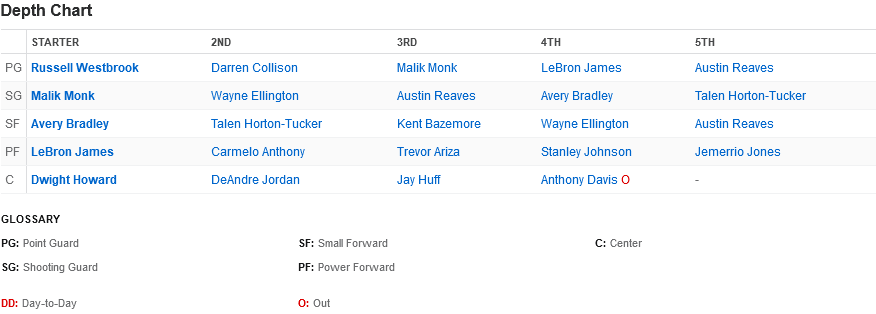 Depth Chart
STARTER 2ND 3RD 4TH 5TH
PG Russell Westbrook Darren Collison Malik Monk LeBron James Austin Reaves
SG Malik Monk Wayne Ellington Austin Reaves Avery Bradley Talen Horton-Tucker
SF Avery Bradley Talen Horton-Tucker Kent Bazemore Wayne Ellington Austin Reaves
PF LeBron James Carmelo Anthony Trevor Ariza Stanley Johnson Jemerrio Jones
C Dwight Howard DeAndre Jordan Jay Huff Anthony Davis O -
GLOSSARY
PG: Point Guard SF: Small Forward C: Center
SG: Shooting Guard PF: Power Forward
DD: Day-to-Day O: Out